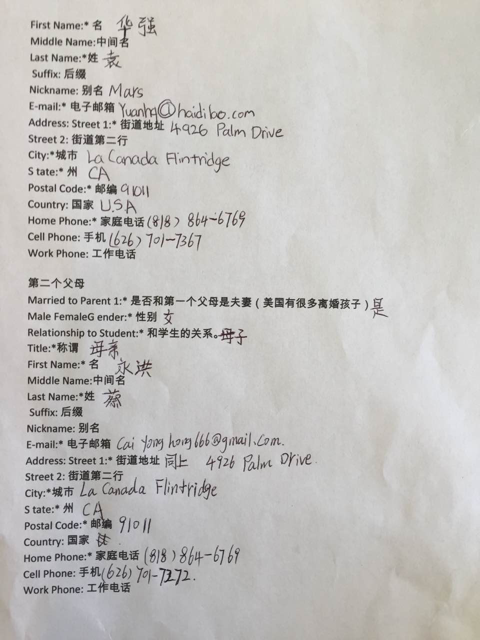 First Name:* 名 华强
Middle Name:中间名
Last Name:*姓 袁
Suffix: 后缀
Nickname: 别名 Mars
E-mail:* 电子邮箱 Yuanhq@haidibo.com
Address: Street 1:* 街道地址 4926 Palm Drive
Street 2: 街道第二行
City:*城市 La Canada Flintridge
S tate:* 州 CA
Postal Code:* 邮编 91011
Country: 国家 U.S.A
Home Phone:* 家庭电话 (818) 864-6769
Cell Phone: 手机 (626) 701-7367
Work Phone: 工作电话
第二个父母
Married to Parent 1:* 是否和第一个父母是夫妻（美国有很多离婚孩子）是
Male FemaleG ender:* 性别 女
Relationship to Student:* 和学生的关系。母子
Title:*称谓 母亲
First Name:* 名 永洪
Middle Name:中间名
Last Name:*姓
Suffix: 后缀
Nickname: 别名
E-mail:* 电子邮箱 Caiyonghong666@gmail.com.
Address: Street 1:* 街道地址 同上 4926 Palm Drive.
Street 2: 街道第二行
City:*城市 La Canada Flintridge
S tate:* 州 CA
Postal Code:* 邮编 91011
Country: 国家
Home Phone:* 家庭电话 (818) 864-6769
Cell Phone: 手机 (626) 701-7272.
Work Phone: 工作电话